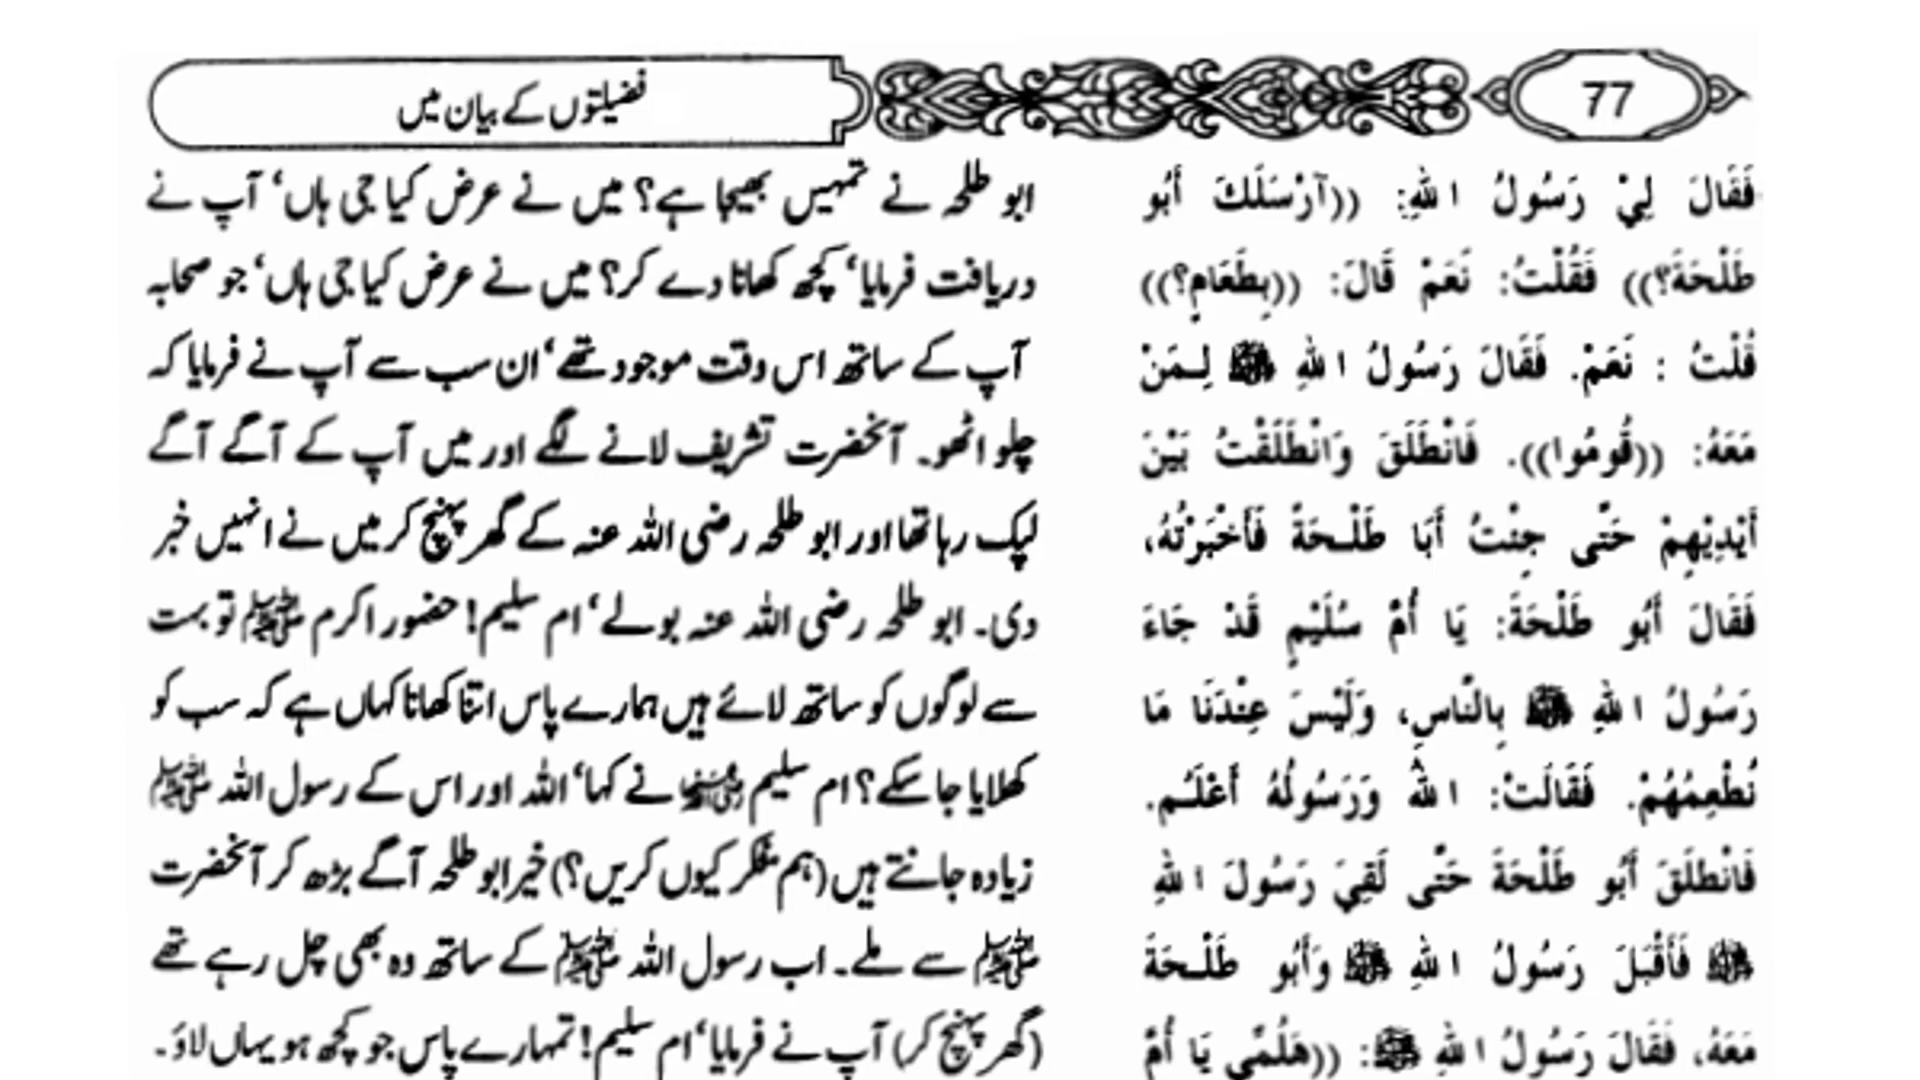 77
فضیلتوں کے بیان میں
فَقَالَ لِيْ رَسُولُ اللهِ: ((آرْسَلَكَ أَبُو
طَلْحَةَ؟)) فَقُلْتُ: نَعَمْ قَالَ: ((بِطَعَامٍ؟))
قُلْتُ : نَعَمْ. فَقَالَ رَسُولُ اللهِ ﷺ لِـمَنْ
مَعَهُ: ((قُومُوا)). فَانْطَلَقَ وَانْطَلَقْتُ بَيْنَ
أَيْدِيْهِمْ حَتَّى جِئْتُ أَبَا طَلْـحَةَ فَأَخْبَرْتُهُ،
فَقَالَ أَبُو طَلْحَةَ: يَا أُمَّ سُلَيْمٍ قَدْ جَاءَ
رَسُولُ اللهِ ﷺ بِالنَّاسِ، وَلَيْسَ عِنْدَنَا مَا
نُطْعِمُهُمْ. فَقَالَتْ: اللهُ وَرَسُولُهُ أَعْلَـم.
فَانْطَلَقَ أَبُو طَلْحَةَ حَتَّى لَقِيَ رَسُولَ اللهِ
ﷺ فَأَقْبَلَ رَسُولُ اللهِ ﷺ وَأَبُو طَلْـحَةَ
مَعَهُ، فَقَالَ رَسُولُ اللهِ ﷺ: ((هَلُمِّي يَا أُمَّ
ابو طلحہ نے تمہیں بھیجا ہے؟ میں نے عرض کیا جی ہاں‘ آپ نے
دریافت فرمایا‘ کچھ کھانا دے کر؟ میں نے عرض کیا جی ہاں‘ جو صحابہ
آپ کے ساتھ اس وقت موجود تھے‘ ان سب سے آپ نے فرمایا کہ
چلو اٹھو۔ آنحضرت تشریف لانے لگے اور میں آپ کے آگے آگے
لپک رہا تھا اور ابو طلحہ رضی اللہ عنہ کے گھر پہنچ کر میں نے انہیں خبر
دی۔ ابو طلحہ رضی اللہ عنہ بولے‘ ام سلیم! حضور اکرم ﷺ تو بہت
سے لوگوں کو ساتھ لائے ہیں ہمارے پاس اتنا کھانا کہاں ہے کہ سب کو
کھلایا جا سکے؟ ام سلیم رضی اللہ عنہا نے کہا‘ اللہ اور اس کے رسول اللہ ﷺ
زیادہ جانتے ہیں (ہم فکر کیوں کریں؟) خیر ابو طلحہ آگے بڑھ کر آنحضرت
ﷺ سے ملے۔ اب رسول اللہ ﷺ کے ساتھ وہ بھی چل رہے تھے
(گھر پہنچ کر) آپ نے فرمایا‘ ام سلیم! تمہارے پاس جو کچھ ہو یہاں لاؤ۔